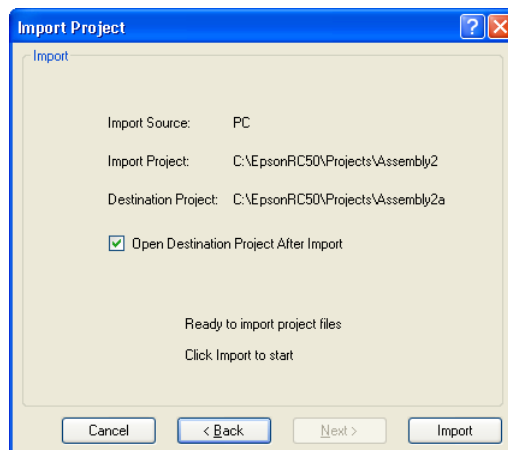 Import Project
Import
Import Source: PC
Import Project: C:\EpsonRC50\Projects\Assembly2
Destination Project: C:\EpsonRC50\Projects\Assembly2a
Open Destination Project After Import
Ready to import project files
Click Import to start
Cancel < Back Next > Import